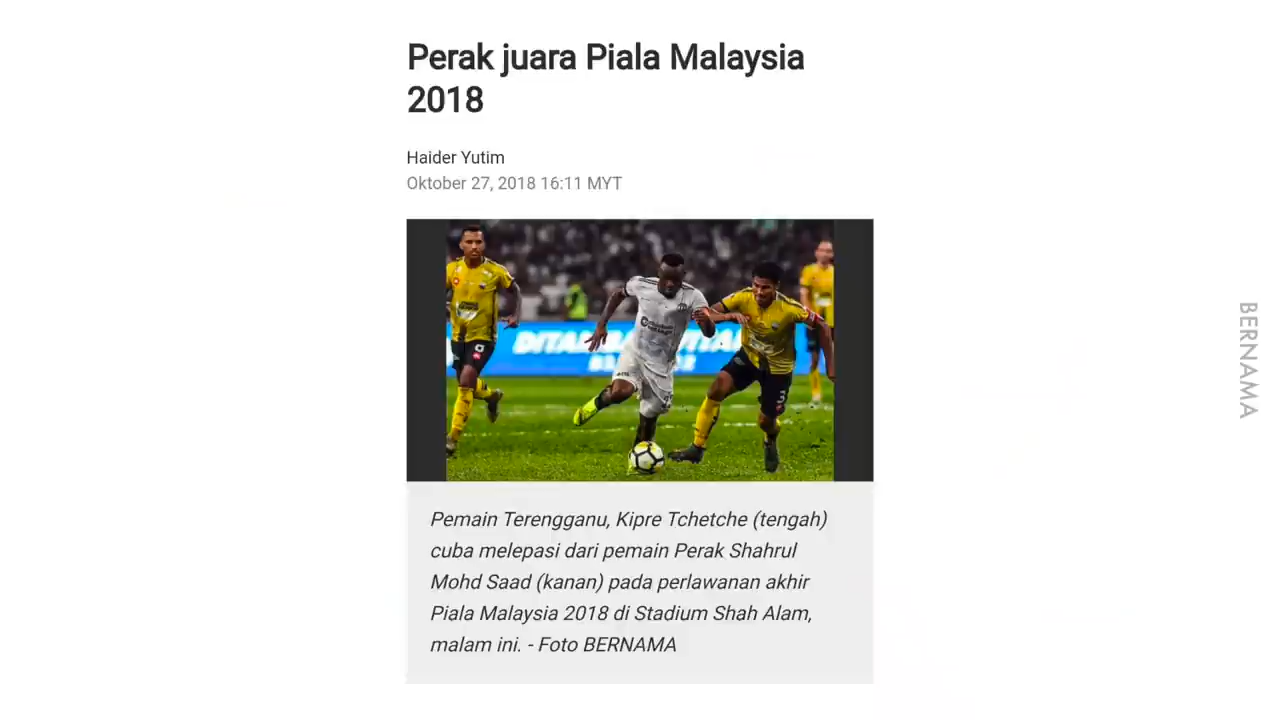 Perak juara Piala Malaysia
2018
Haider Yutim
Oktober 27, 2018 16:11 MYT
3
Pemain Terengganu, Kipre Tchetche (tengah)
cuba melepasi dari pemain Perak Shahrul
Mohd Saad (kanan) pada perlawanan akhir
Piala Malaysia 2018 di Stadium Shah Alam,
malam ini. - Foto BERNAMA
BERNAMA